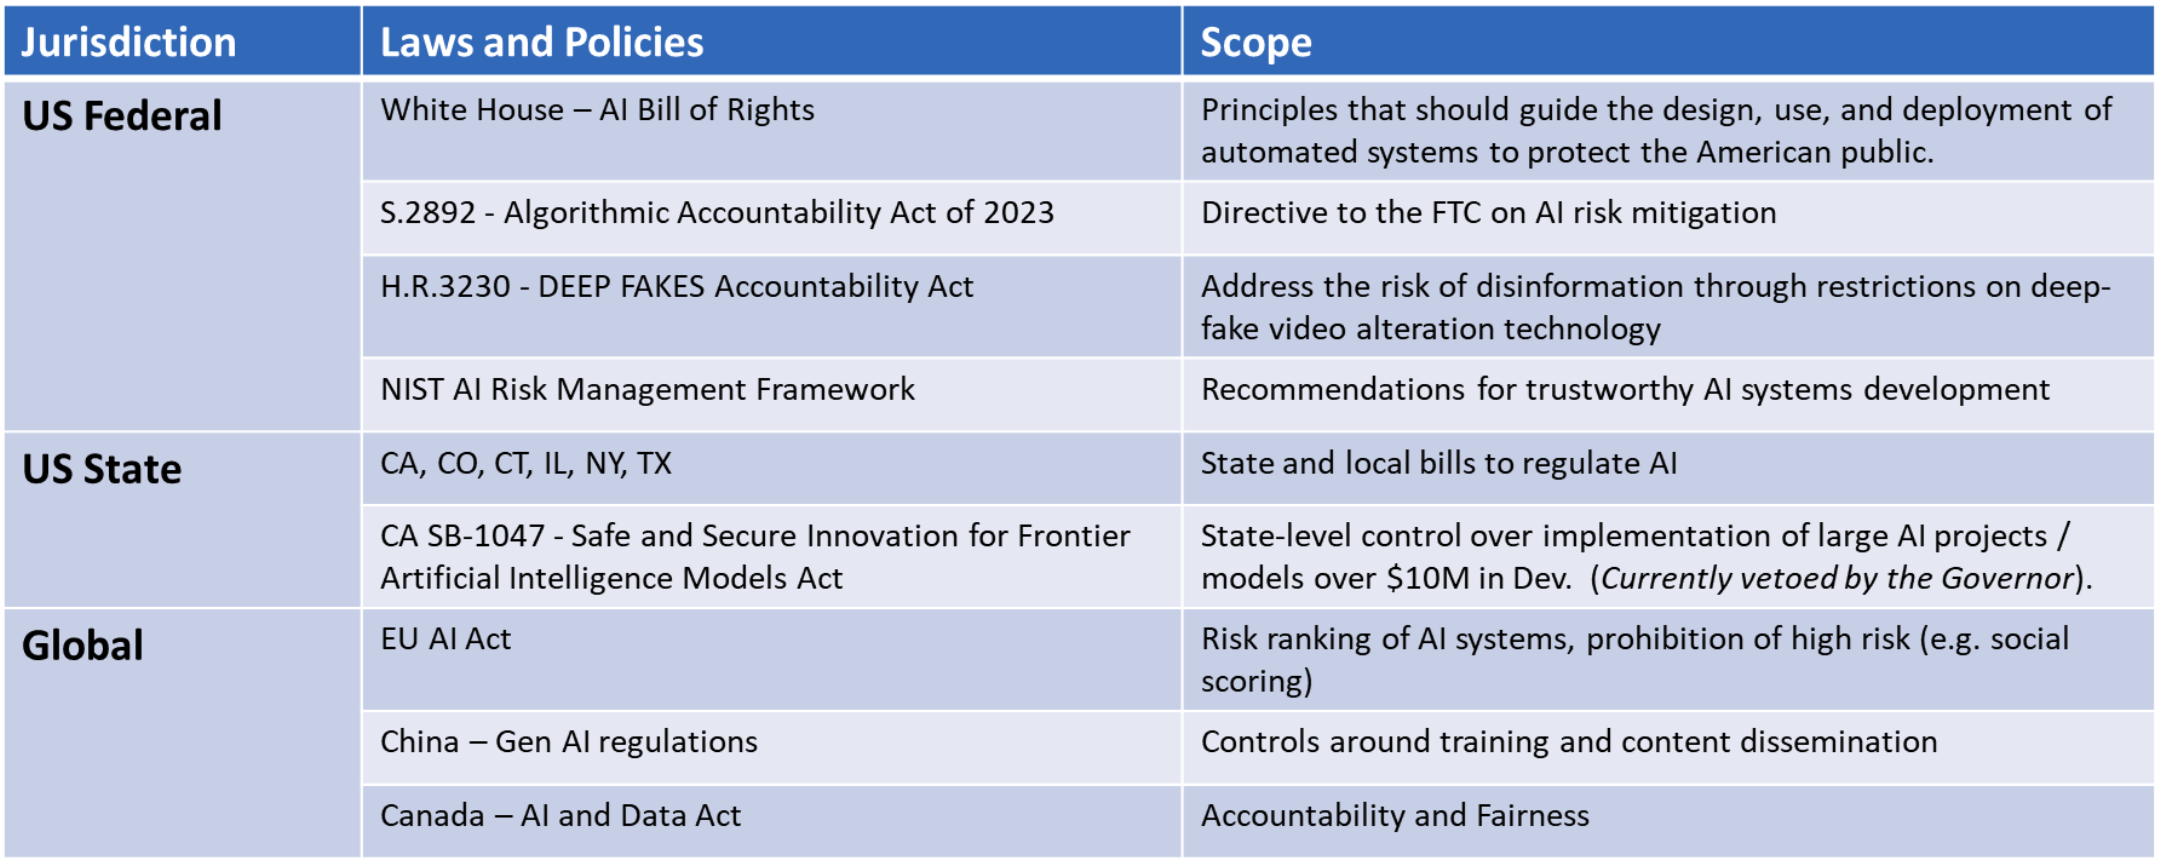 Jurisdiction
Laws and Policies
Scope
US Federal
White House – AI Bill of Rights
Principles that should guide the design, use, and deployment of
automated systems to protect the American public.
S.2892 - Algorithmic Accountability Act of 2023
Directive to the FTC on AI risk mitigation
H.R.3230 - DEEP FAKES Accountability Act
Address the risk of disinformation through restrictions on deep-
fake video alteration technology
NIST AI Risk Management Framework
Recommendations for trustworthy AI systems development
US State
CA, CO, CT, IL, NY, TX
State and local bills to regulate AI
CA SB-1047 - Safe and Secure Innovation for Frontier
Artificial Intelligence Models Act
State-level control over implementation of large AI projects /
models over $10M in Dev.  (Currently vetoed by the Governor).
Global
EU AI Act
Risk ranking of AI systems, prohibition of high risk (e.g. social
scoring)
China – Gen AI regulations
Controls around training and content dissemination
Canada – AI and Data Act
Accountability and Fairness